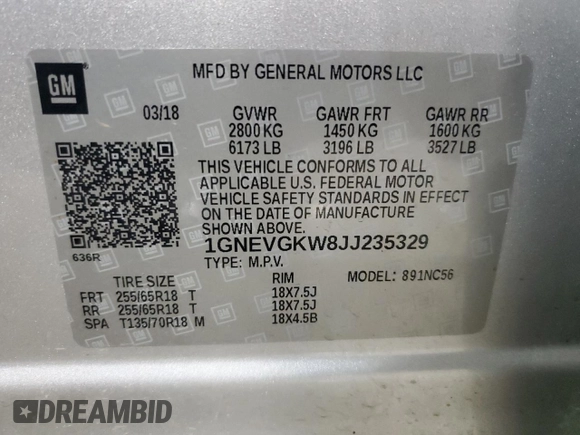 GM
MFD BY GENERAL MOTORS LLC
03/18 GVWR GAWR FRT GAWR RR
2800 KG 1450 KG 1600 KG
6173 LB 3196 LB 3527 LB
THIS VEHICLE CONFORMS TO ALL
APPLICABLE U.S. FEDERAL MOTOR
VEHICLE SAFETY STANDARDS IN EFFECT
ON THE DATE OF MANUFACTURE
SHOWN ABOVE.
636R
1GNEVGKW8JJ235329
TYPE: M.P.V.
TIRE SIZE RIM MODEL: 891NC56
FRT 255/65R18 T 18X7.5J
RR 255/65R18 T 18X7.5J
SPA T135/70R18 M 18X4.5B
DREAMBID